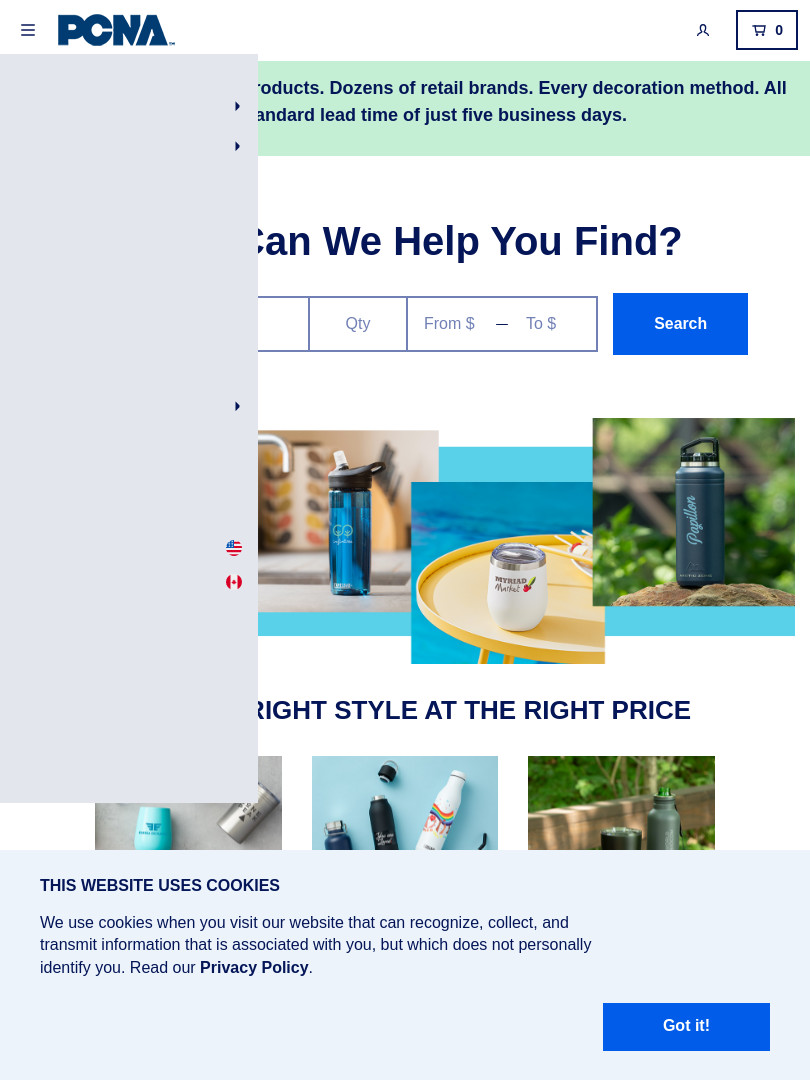 PCNA
0
roducts. Dozens of retail brands. Every decoration method. All
andard lead time of just five business days.
Can We Help You Find?
Qty
From $ — To $
Search
Papillon
MYRIAD
Market
RIGHT STYLE AT THE RIGHT PRICE
THIS WEBSITE USES COOKIES
We use cookies when you visit our website that can recognize, collect, and
transmit information that is associated with you, but which does not personally
identify you. Read our Privacy Policy.
Got it!